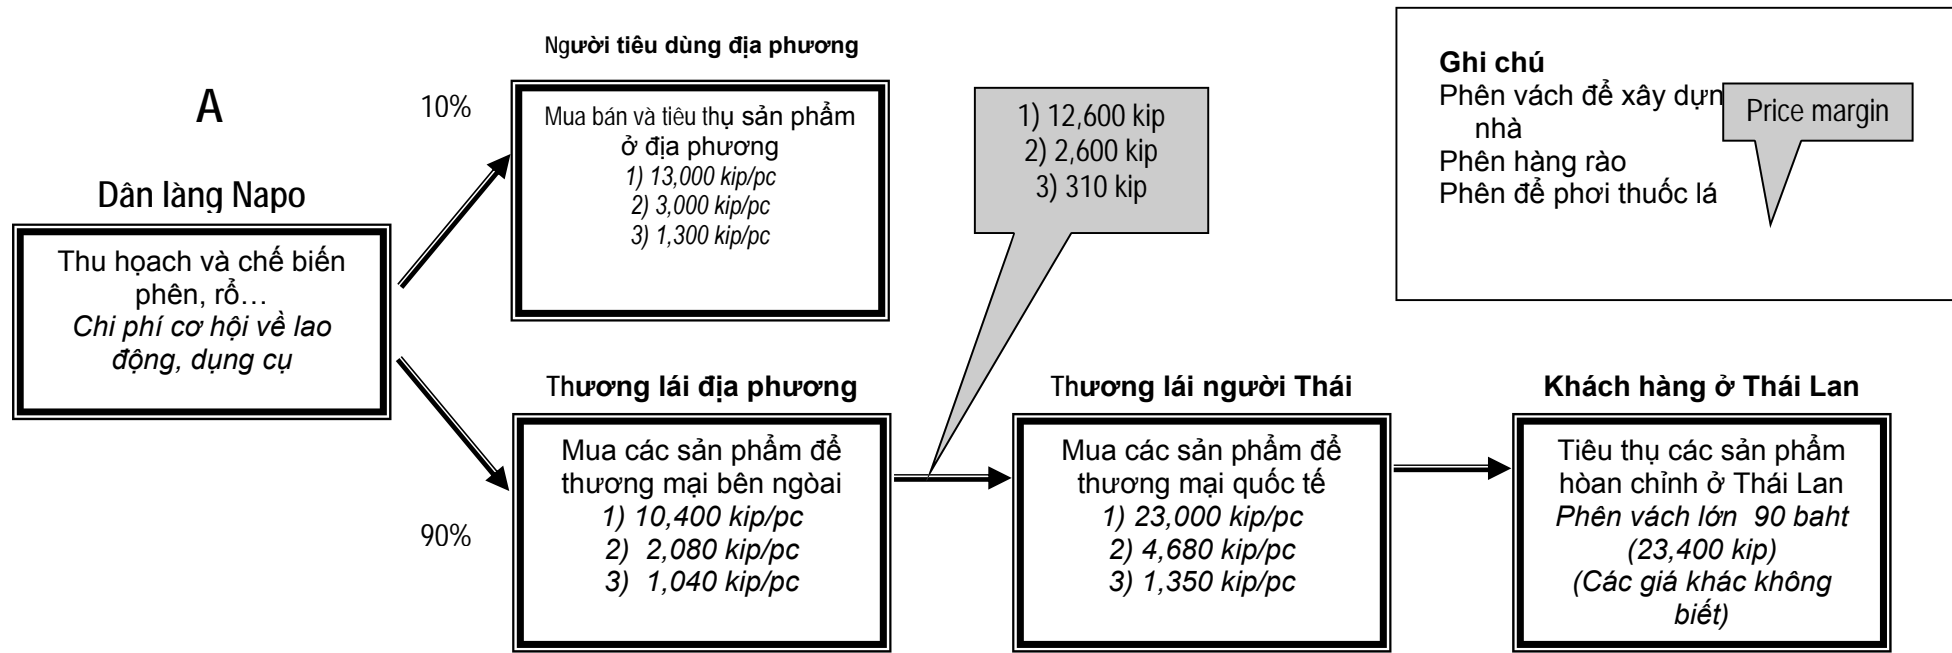 A
Dân làng Napo
Thu họach và chế biến
phên, rổ…
Chi phí cơ hội về lao
động, dụng cụ
10%
90%
Người tiêu dùng địa phương
Mua bán và tiêu thụ sản phẩm
ở địa phương
1) 13,000 kip/pc
2) 3,000 kip/pc
3) 1,300 kip/pc
1) 12,600 kip
2) 2,600 kip
3) 310 kip
Ghi chú
Phên vách để xây dựn
nhà
Phên hàng rào
Phên để phơi thuốc lá
Price margin
Thương lái địa phương
Mua các sản phẩm để
thương mại bên ngòai
1) 10,400 kip/pc
2) 2,080 kip/pc
3) 1,040 kip/pc
Thương lái người Thái
Mua các sản phẩm để
thương mại quốc tế
1) 23,000 kip/pc
2) 4,680 kip/pc
3) 1,350 kip/pc
Khách hàng ở Thái Lan
Tiêu thụ các sản phẩm
hòan chỉnh ở Thái Lan
Phên vách lớn 90 baht
(23,400 kip)
(Các giá khác không
biết)